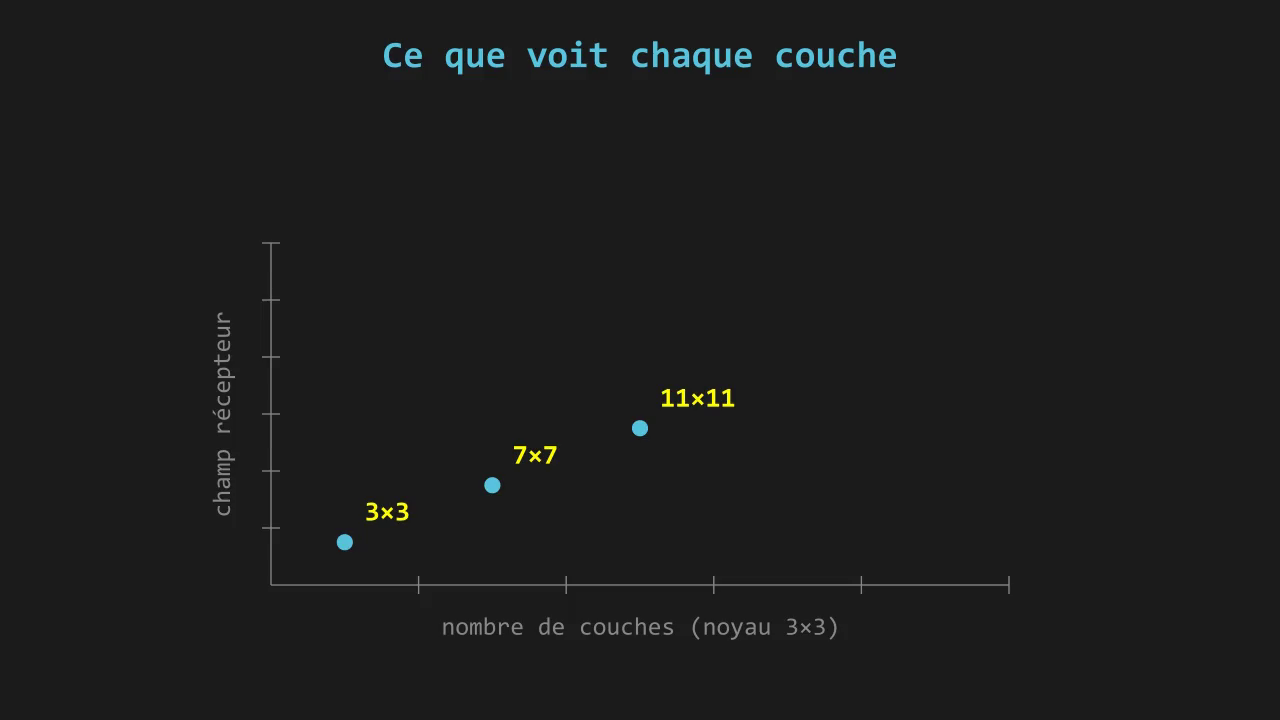 Ce que voit chaque couche
champ récepteur
11×11
7×7
3×3
nombre de couches (noyau 3×3)